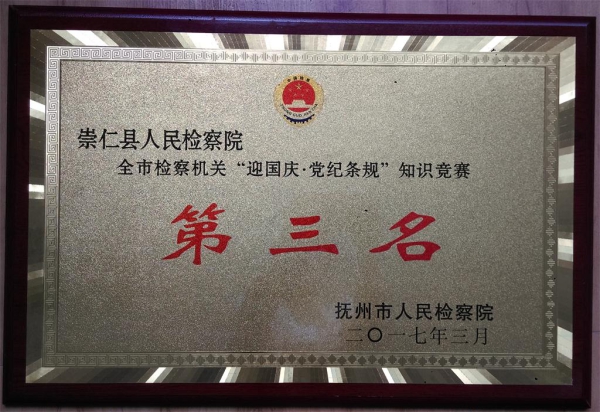 崇仁县人民检察院
全市检察机关“迎国庆·党纪条规”知识竞赛
第三名
抚州市人民检察院
二〇一七年三月